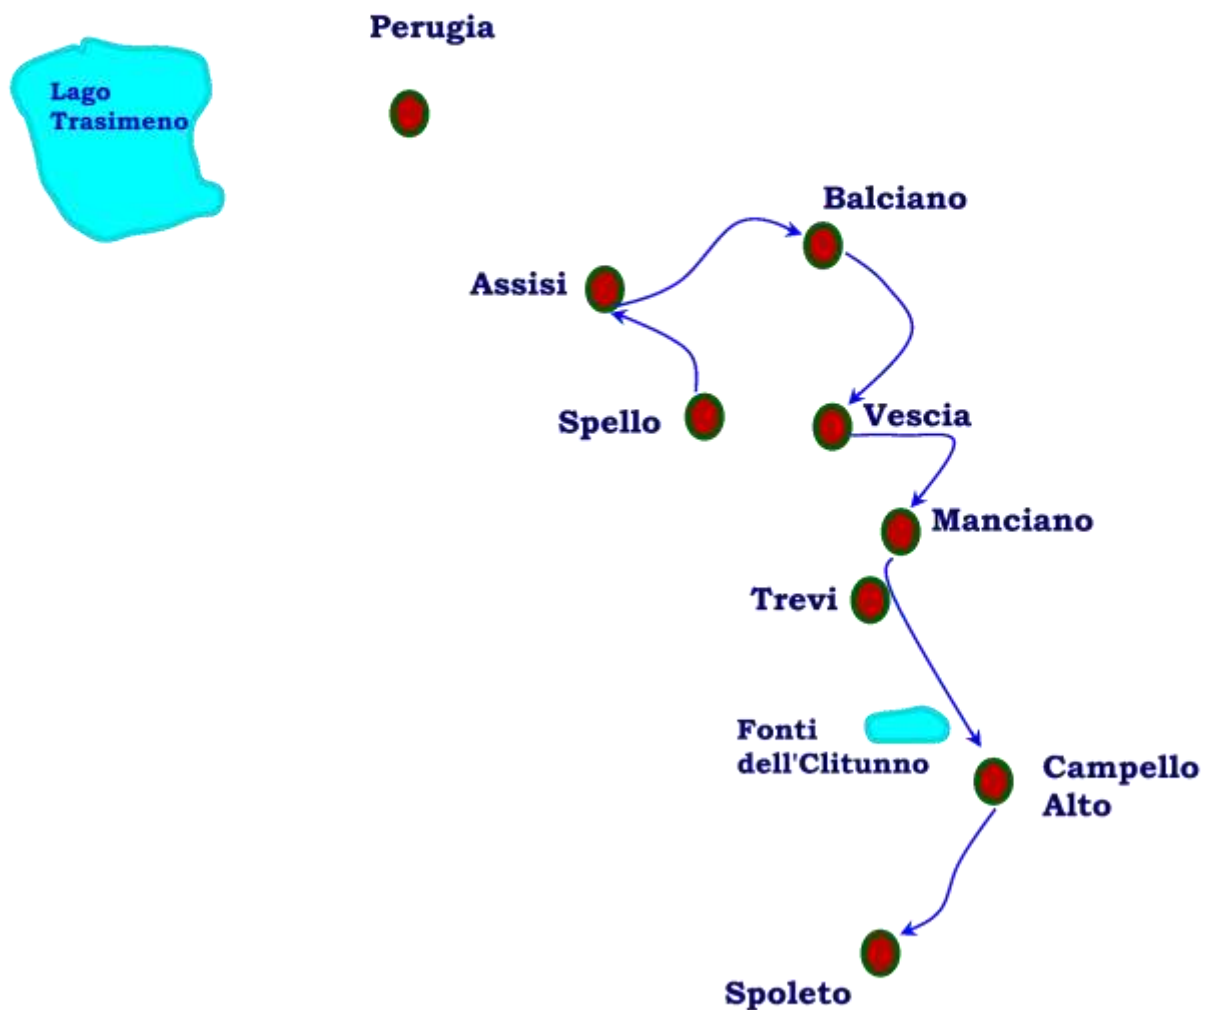 Perugia
Lago
Trasimeno
Balciano
Assisi
Spello
Vescia
Manciano
Trevi
Fonti
dell'Clitunno
Campello
Alto
Spoleto